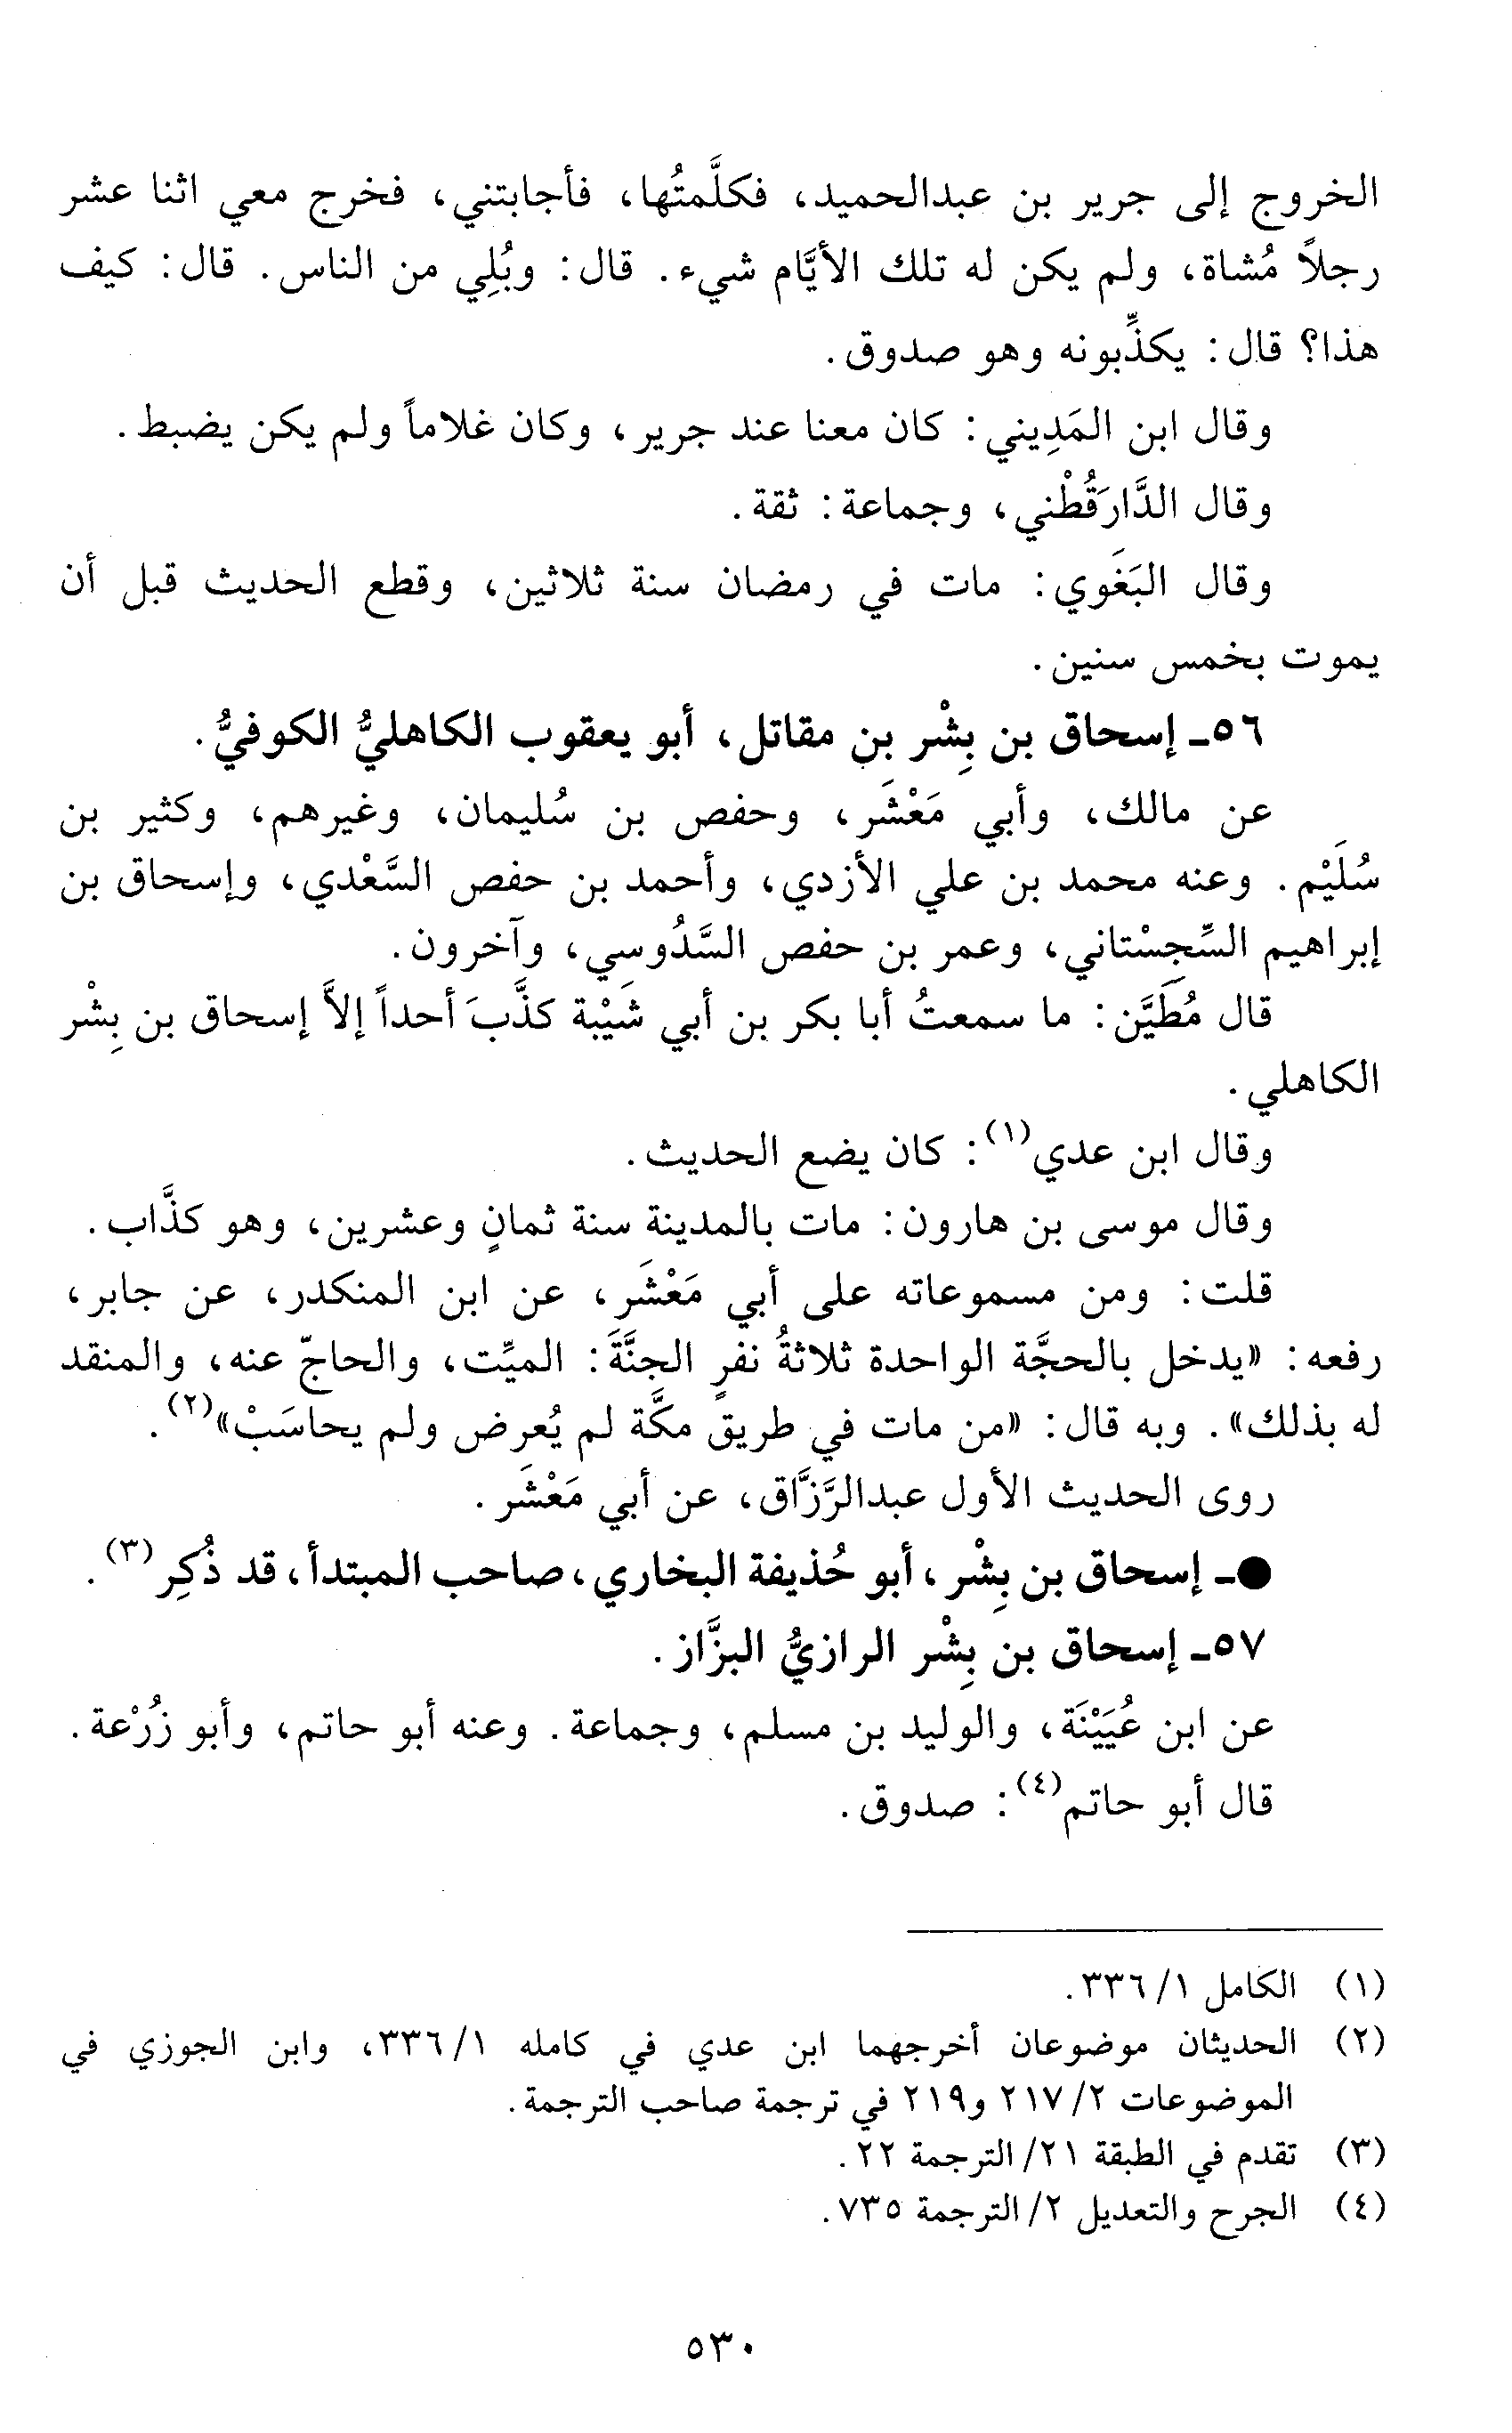 الخروج إلى جرير بن عبدالحميد، فكلَّمتُها، فأجابتني، فخرج معي اثنا عشر
رجلاً مُشاة، ولم يكن له تلك الأيَّام شيء. قال: وبُلِي من الناس. قال: كيف
هذا؟ قال: يكذِّبونه وهو صدوق.
وقال ابن المَدِيني: كان معنا عند جرير، وكان غلاماً ولم يكن يضبط.
وقال الدَّارَقُطْني، وجماعة: ثقة.
وقال البَغَوي: مات في رمضان سنة ثلاثين، وقطع الحديث قبل أن
يموت بخمس سنين.
٥٦ـ إسحاق بن بِشْر بن مقاتل، أبو يعقوب الكاهليُّ الكوفيُّ.
عن مالك، وأبي مَعْشَر، وحفص بن سُليمان، وغيرهم، وكثير بن
سُلَيْم. وعنه محمد بن علي الأزدي، وأحمد بن حفص السَّعْدي، وإسحاق بن
إبراهيم السِّجِسْتاني، وعمر بن حفص السَّدُوسي، وآخرون.
قال مُطَيَّن: ما سمعتُ أبا بكر بن أبي شَيْبة كذَّبَ أحداً إلاَّ إسحاق بن بِشْر
الكاهلي.
وقال ابن عدي(١): كان يضع الحديث.
وقال موسى بن هارون: مات بالمدينة سنة ثمانٍ وعشرين، وهو كذَّاب.
قلت: ومن مسموعاته على أبي مَعْشَر، عن ابن المنكدر، عن جابر،
رفعه: «يدخل بالحجَّة الواحدة ثلاثةُ نفرٍ الجنَّةَ: الميِّت، والحاجّ عنه، والمنقد
له بذلك». وبه قال: «من مات في طريق مكَّة لم يُعرض ولم يحاسَبْ»(٢).
روى الحديث الأول عبدالرَّزَّاق، عن أبي مَعْشَر.
●ـ إسحاق بن بِشْر، أبو حُذيفة البخاري، صاحب المبتدأ، قد ذُكِر(٣).
٥٧ـ إسحاق بن بِشْر الرازيُّ البزَّاز.
عن ابن عُيَيْنَة، والوليد بن مسلم، وجماعة. وعنه أبو حاتم، وأبو زُرْعة.
قال أبو حاتم(٤): صدوق.
(١) الكامل ١/ ٣٣٦.
(٢) الحديثان موضوعان أخرجهما ابن عدي في كامله ١/ ٣٣٦، وابن الجوزي في
الموضوعات ٢/ ٢١٧ و٢١٩ في ترجمة صاحب الترجمة.
(٣) تقدم في الطبقة ٢١/ الترجمة ٢٢.
(٤) الجرح والتعديل ٢/ الترجمة ٧٣٥.
٥٣٠